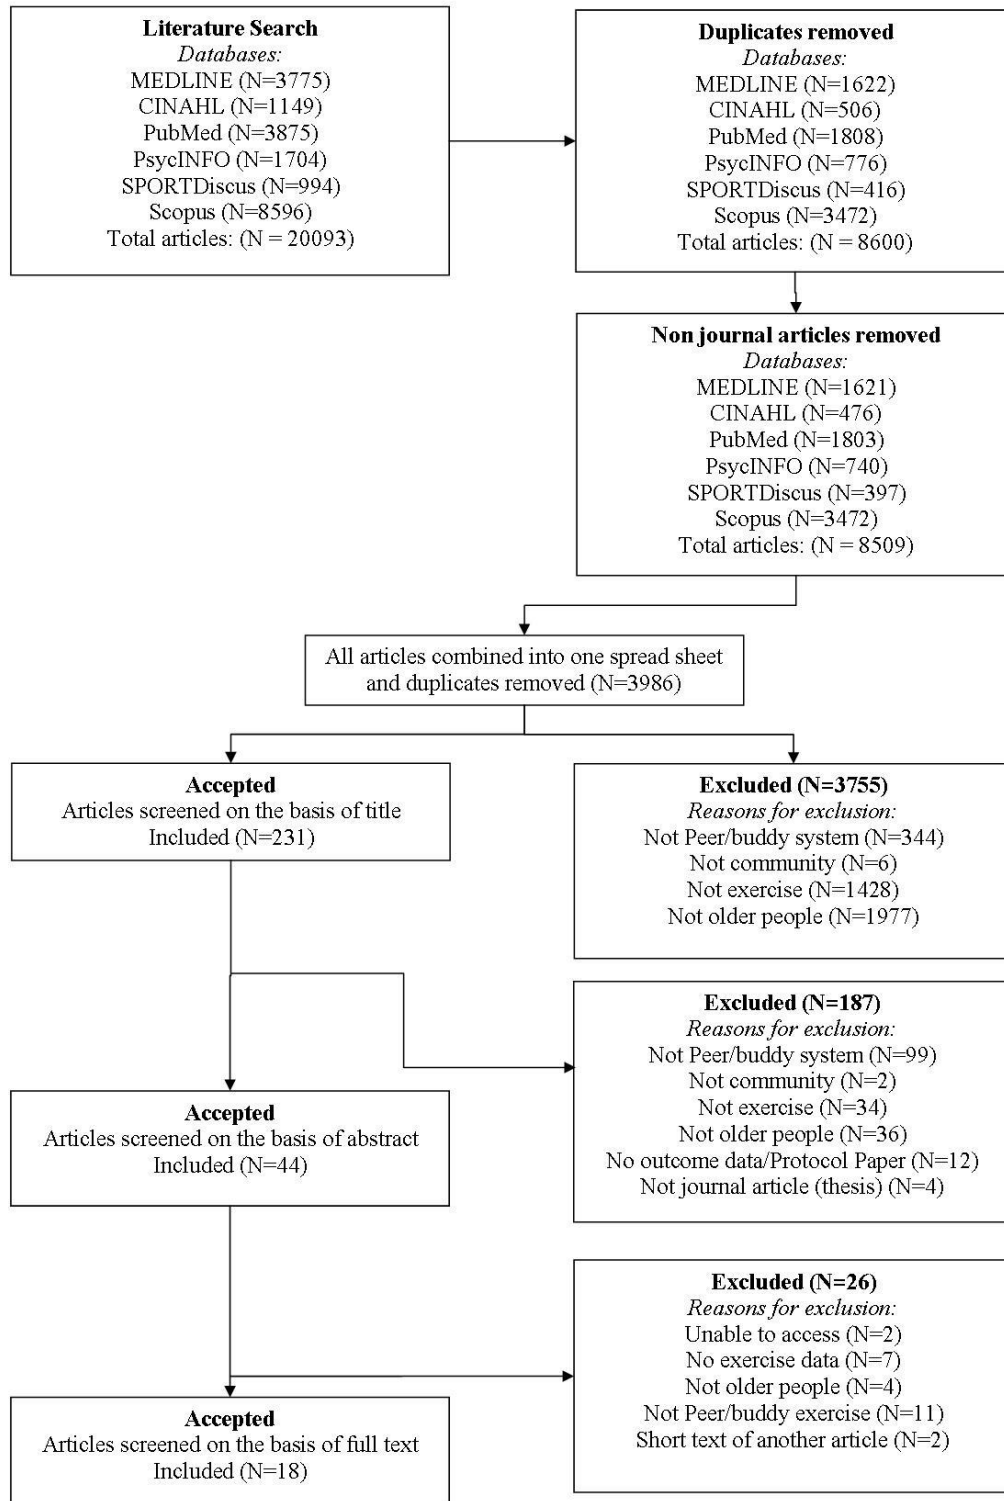 Literature Search
Databases:
MEDLINE (N=3775)
CINAHL (N=1149)
PubMed (N=3875)
PsycINFO (N=1704)
SPORTDiscus (N=994)
Scopus (N=8596)
Total articles: (N = 20093)
Duplicates removed
Databases:
MEDLINE (N=1622)
CINAHL (N=506)
PubMed (N=1808)
PsycINFO (N=776)
SPORTDiscus (N=416)
Scopus (N=3472)
Total articles: (N = 8600)
Non journal articles removed
Databases:
MEDLINE (N=1621)
CINAHL (N=476)
PubMed (N=1803)
PsycINFO (N=740)
SPORTDiscus (N=397)
Scopus (N=3472)
Total articles: (N = 8509)
All articles combined into one spread sheet
and duplicates removed (N=3986)
Accepted
Articles screened on the basis of title
Included (N=231)
Excluded (N=3755)
Reasons for exclusion:
Not Peer/buddy system (N=344)
Not community (N=6)
Not exercise (N=1428)
Not older people (N=1977)
Excluded (N=187)
Reasons for exclusion:
Not Peer/buddy system (N=99)
Not community (N=2)
Not exercise (N=34)
Not older people (N=36)
No outcome data/Protocol Paper (N=12)
Not journal article (thesis) (N=4)
Accepted
Articles screened on the basis of abstract
Included (N=44)
Excluded (N=26)
Reasons for exclusion:
Unable to access (N=2)
No exercise data (N=7)
Not older people (N=4)
Not Peer/buddy exercise (N=11)
Short text of another article (N=2)
Accepted
Articles screened on the basis of full text
Included (N=18)